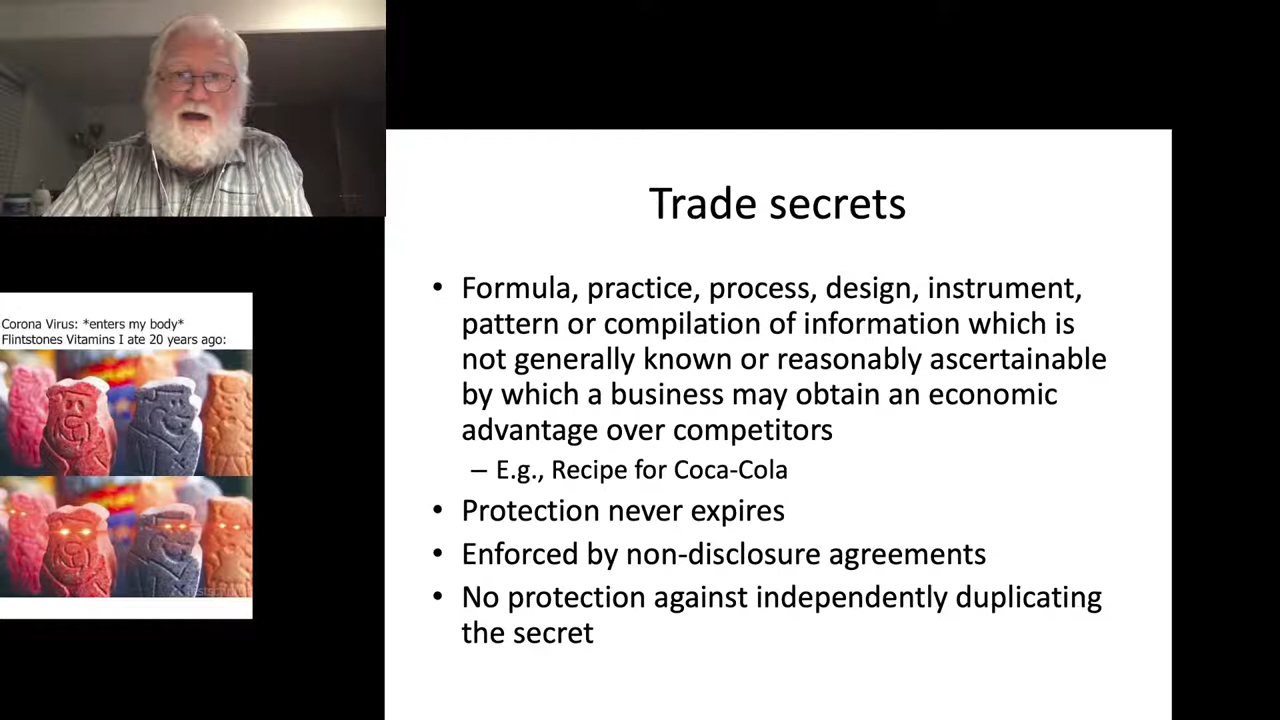 Corona Virus: *enters my body*
Flintstones Vitamins I ate 20 years ago:
Trade secrets
• Formula, practice, process, design, instrument,
pattern or compilation of information which is
not generally known or reasonably ascertainable
by which a business may obtain an economic
advantage over competitors
– E.g., Recipe for Coca-Cola
• Protection never expires
• Enforced by non-disclosure agreements
• No protection against independently duplicating
the secret